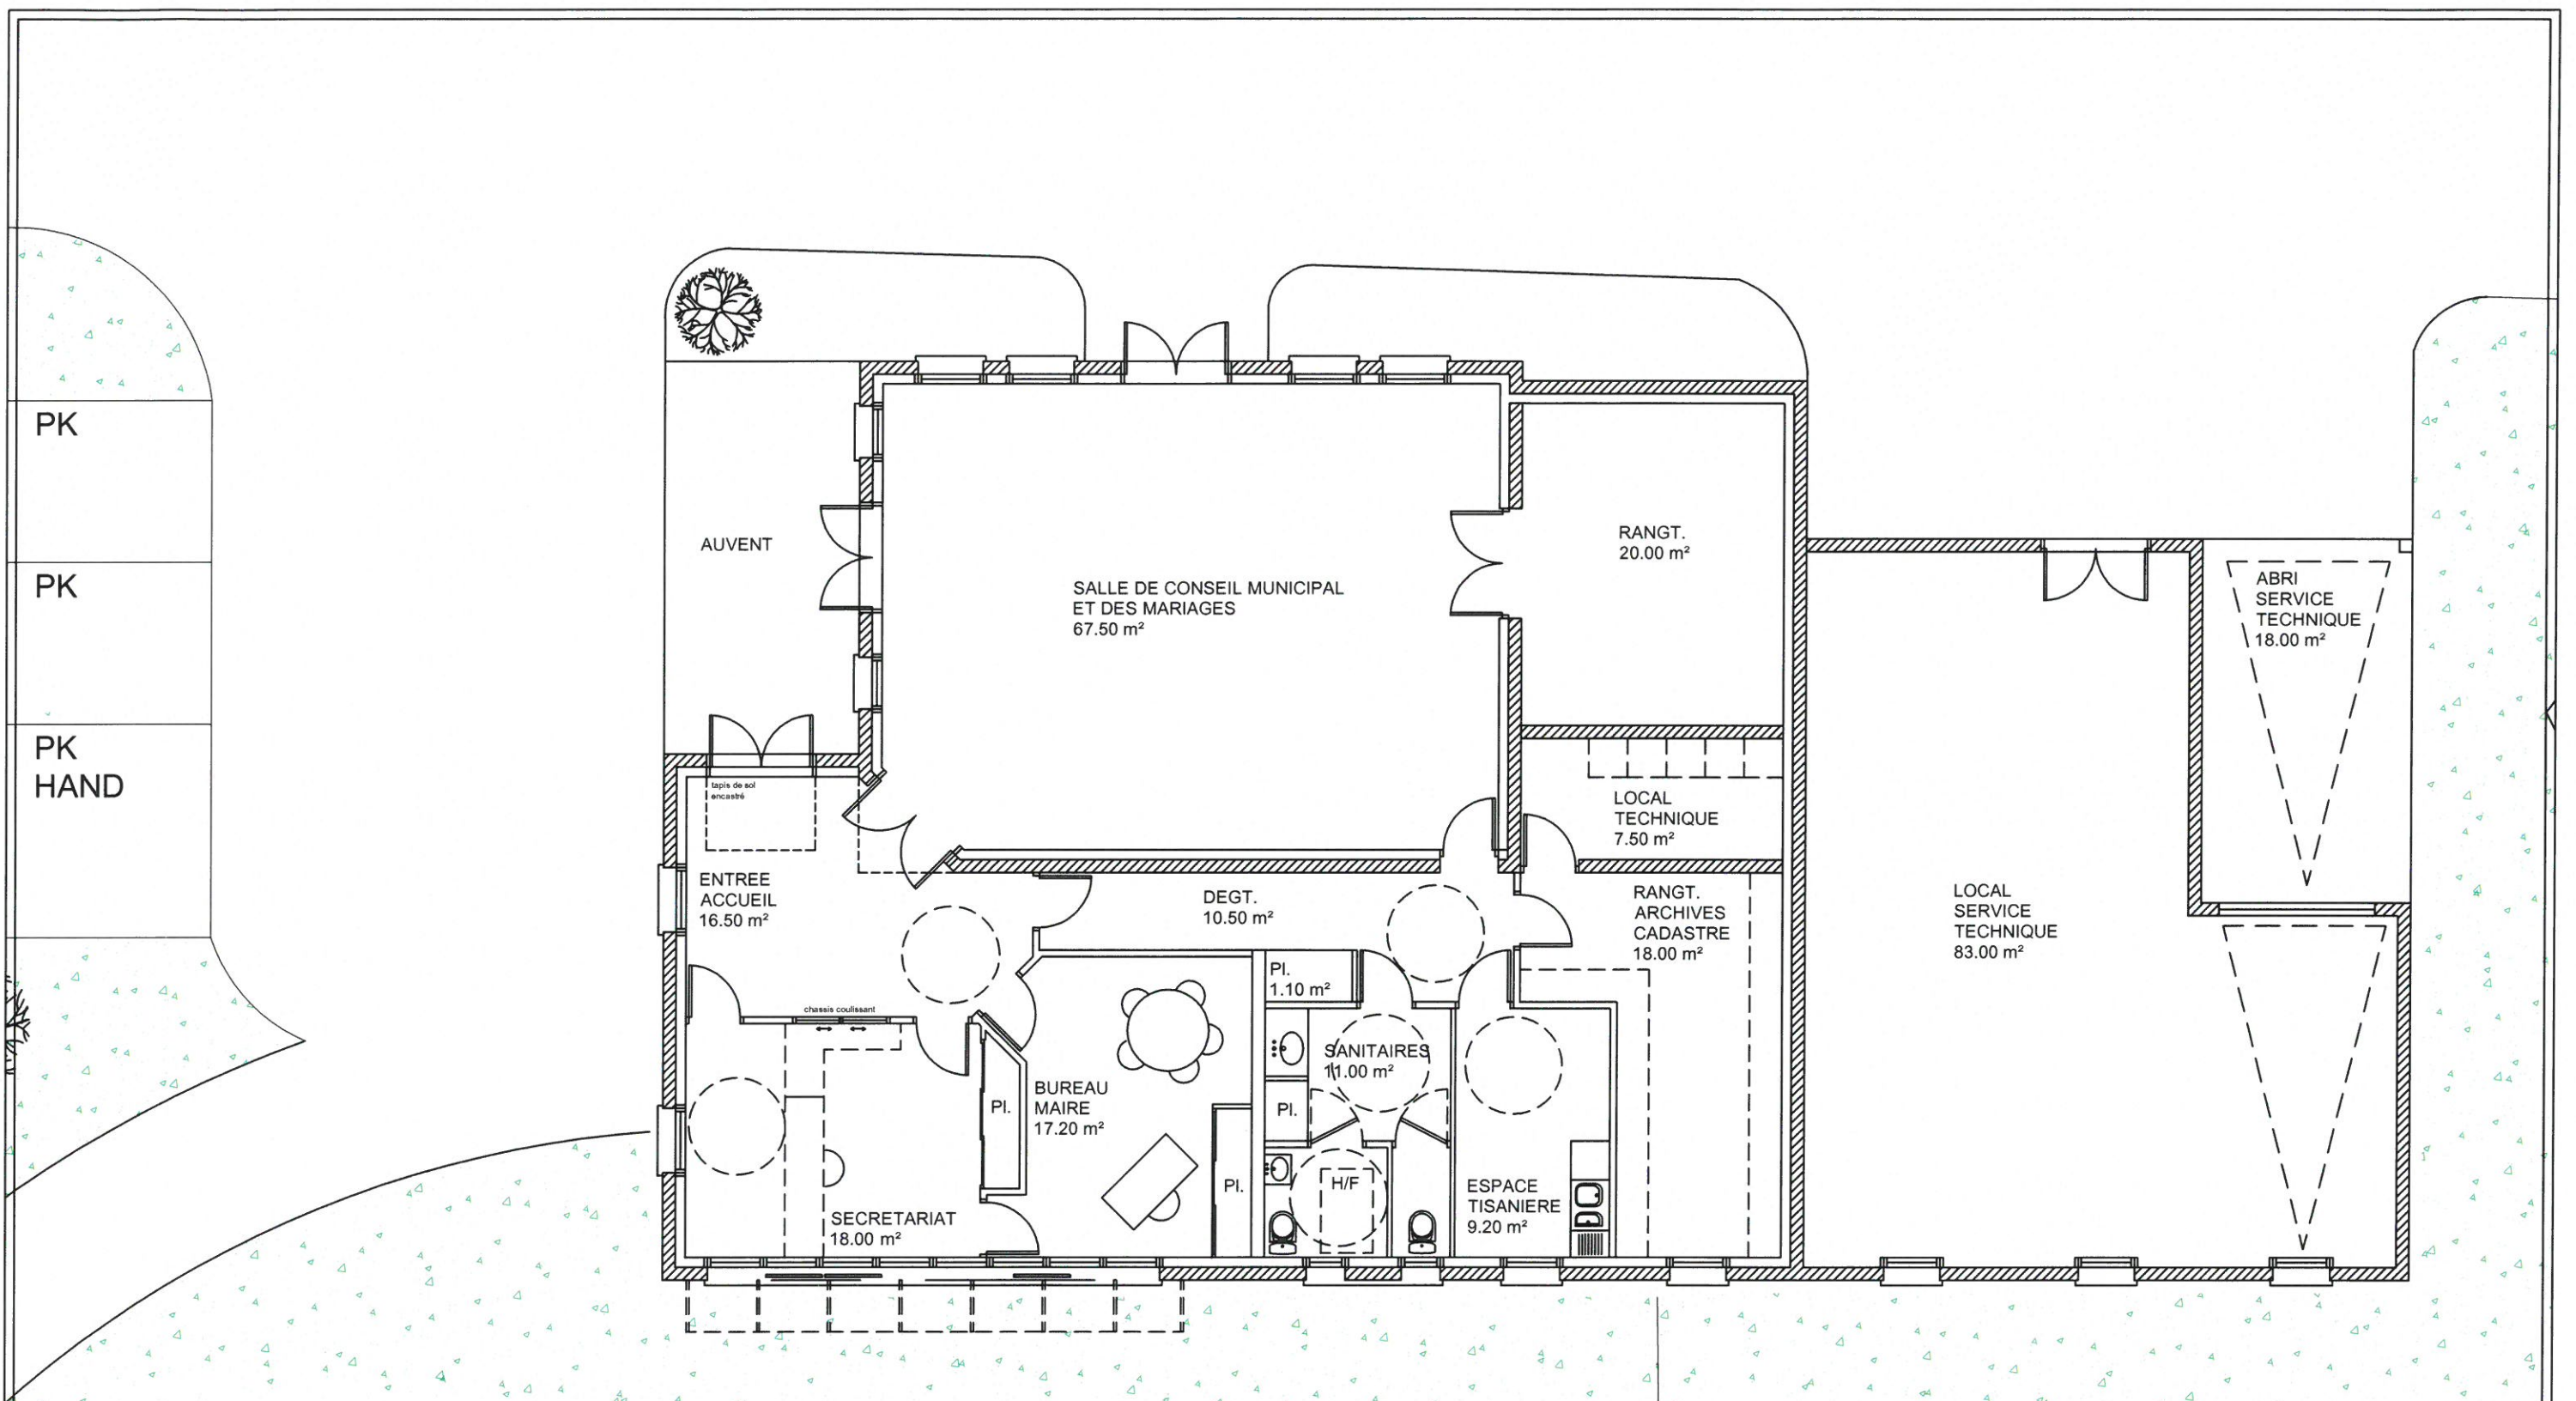 PK
PK
PK
HAND
AUVENT
SALLE DE CONSEIL MUNICIPAL
ET DES MARIAGES
67.50 m²
RANGT.
20.00 m²
ABRI
SERVICE
TECHNIQUE
18.00 m²
tapis de sol
encastré
LOCAL
TECHNIQUE
7.50 m²
ENTREE
ACCUEIL
16.50 m²
DEGT.
10.50 m²
RANGT.
ARCHIVES
CADASTRE
18.00 m²
LOCAL
SERVICE
TECHNIQUE
83.00 m²
Pl.
1.10 m²
chassis coulissant
SANITAIRES
11.00 m²
Pl.
BUREAU
MAIRE
17.20 m²
Pl.
Pl.
H/F
ESPACE
TISANIERE
9.20 m²
SECRETARIAT
18.00 m²